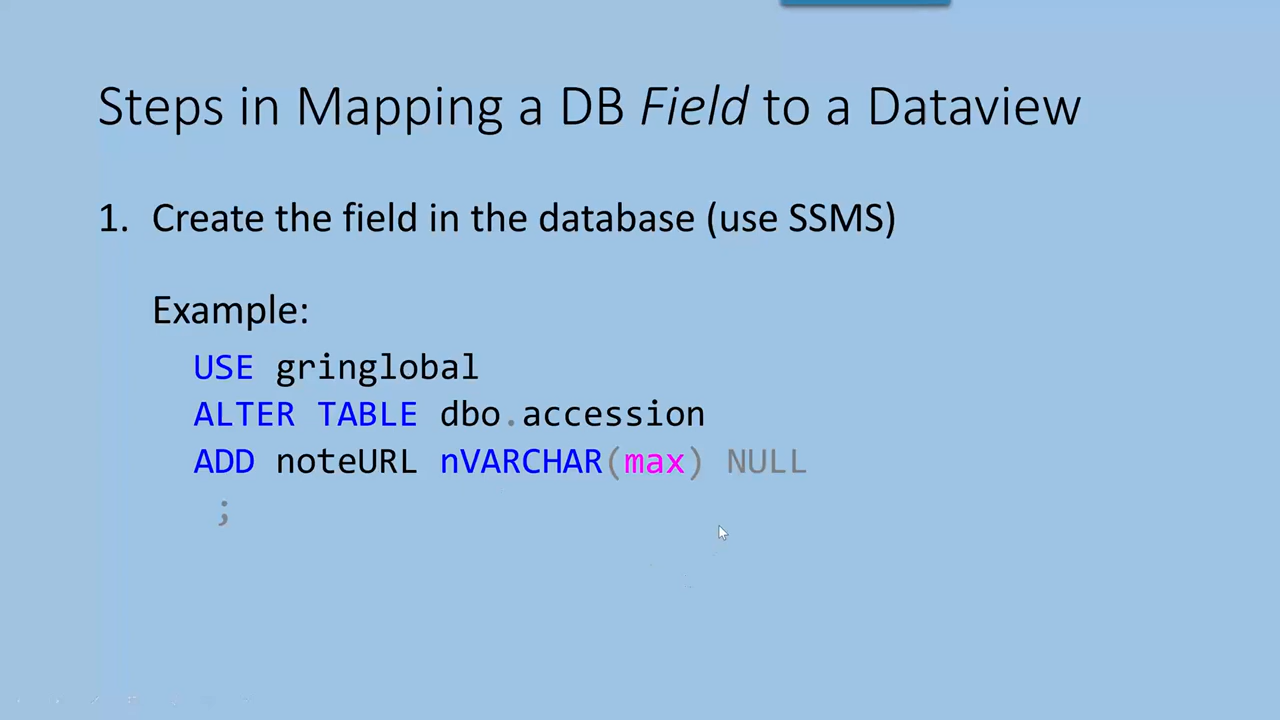 Steps in Mapping a DB Field to a Dataview
1. Create the field in the database (use SSMS)
Example:
USE gringlobal
ALTER TABLE dbo.accession
ADD noteURL nVARCHAR(max) NULL
;